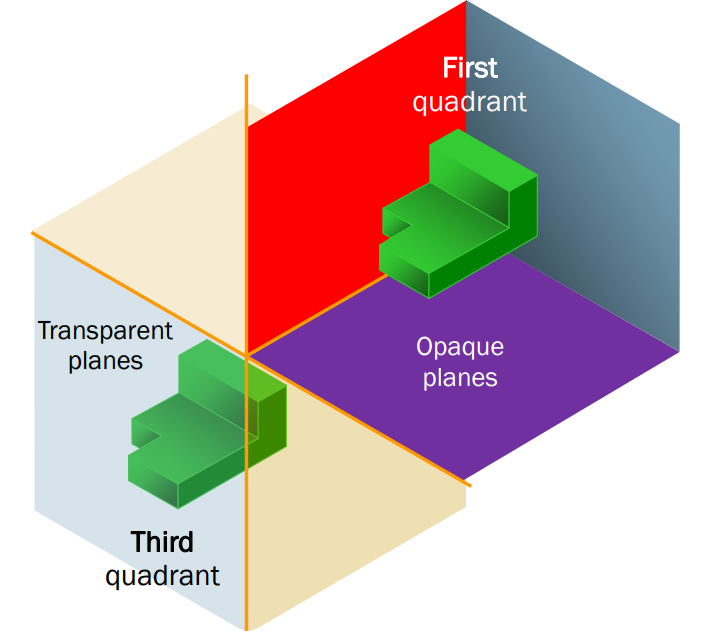 First
quadrant
Transparent
planes
Opaque
planes
Third
quadrant